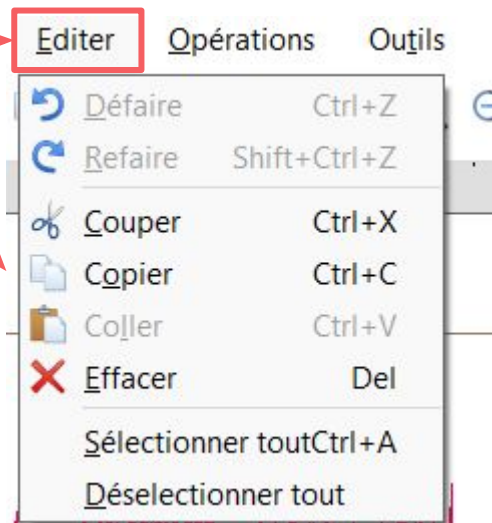 Editer Opérations Outils
Défaire Ctrl+Z
Refaire Shift+Ctrl+Z
Couper Ctrl+X
Copier Ctrl+C
Coller Ctrl+V
Effacer Del
Sélectionner toutCtrl+A
Déselectionner tout